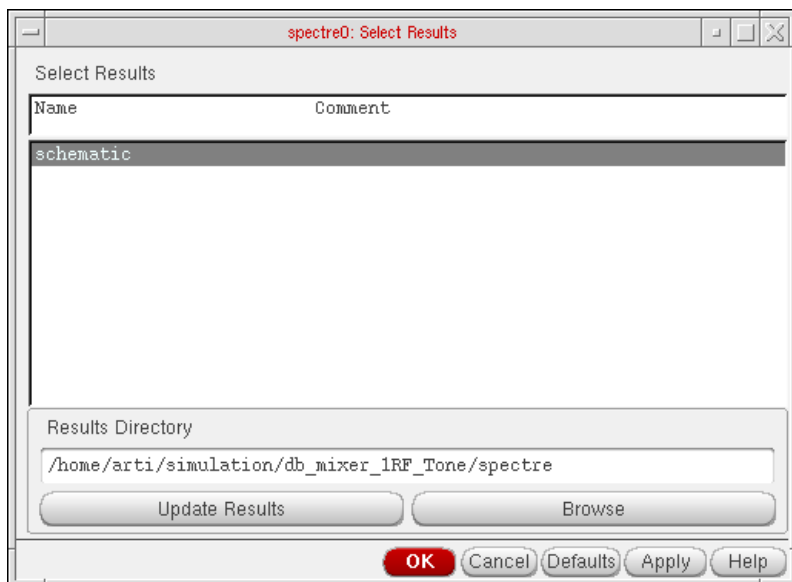 spectre0: Select Results
Select Results
Name Comment
schematic
Results Directory
/home/arti/simulation/db_mixer_1RF_Tone/spectre
Update Results Browse
OK Cancel Defaults Apply Help